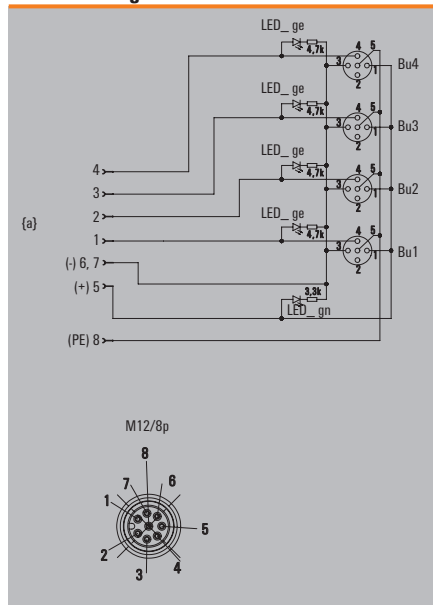 LED_ ge
4 5
4,7k
3 1 Bu4
2
LED_ ge
4 5
4,7k
3 1 Bu3
2
LED_ ge
4 5
4,7k
3 1 Bu2
2
LED_ ge
4 5
4,7k
3 1 Bu1
2
4
3
2
{a}
1
(-) 6, 7
(+) 5
3,3k
LED_ gn
(PE) 8
M12/8p
8
7 6
1
5
2
4
3